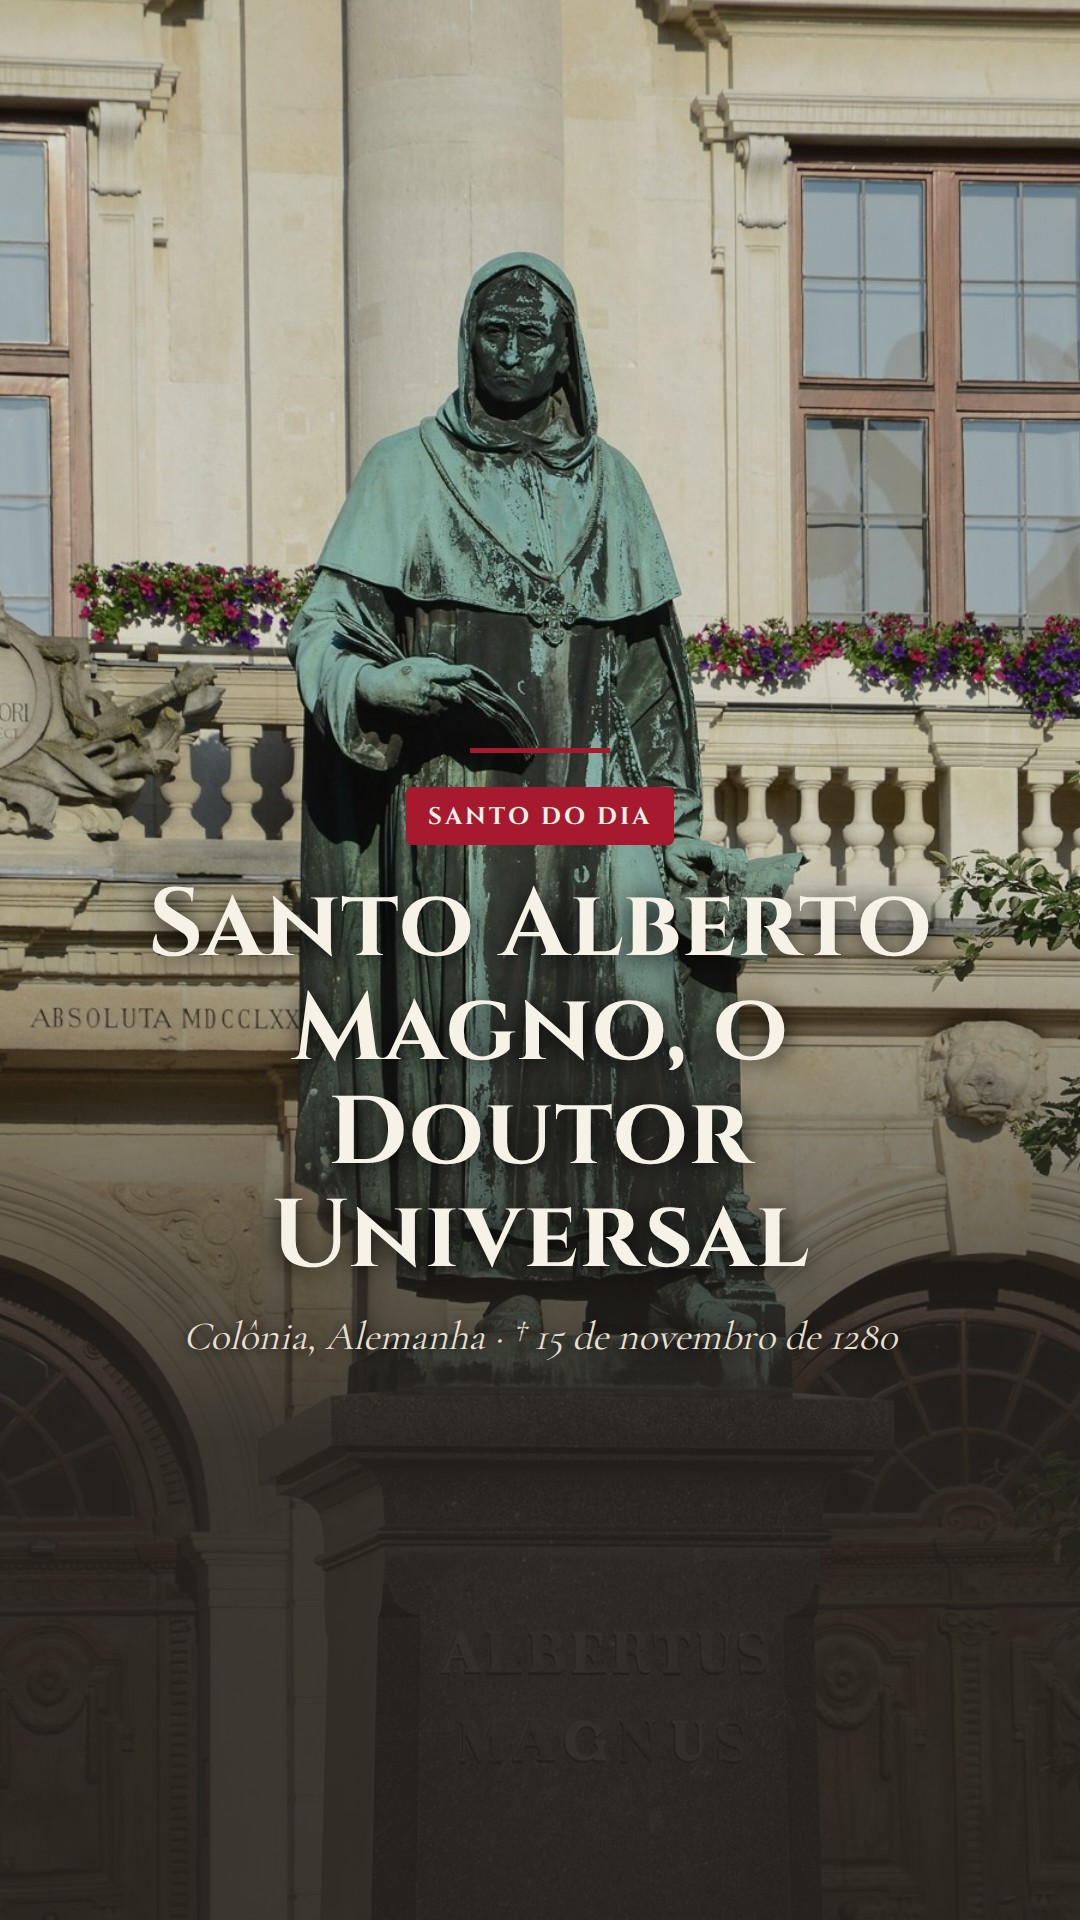 ORI
ABSOLUTA MDCCLXX
SANTO DO DIA
Santo Alberto
Magno, o
Doutor
Universal
Colônia, Alemanha · † 15 de novembro de 1280
ALBERTUS
MAGNUS